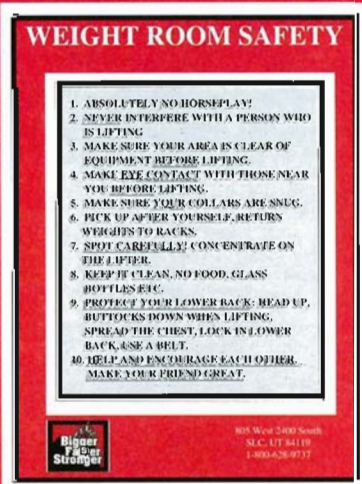 WEIGHT ROOM SAFETY
1. ABSOLUTELY NO HORSEPLAY!
2. NEVER INTERFERE WITH A PERSON WHO
IS LIFTING
3. MAKE SURE YOUR AREA IS CLEAR OF
EQUIPMENT BEFORE LIFTING.
4. MAKE EYE CONTACT WITH THOSE NEAR
YOU BEFORE LIFTING.
5. MAKE SURE YOUR COLLARS ARE SNUG.
6. PICK UP AFTER YOURSELF, RETURN
WEIGHTS TO RACKS.
7. SPOT CAREFULLY! CONCENTRATE ON
THE LIFTER.
8. KEEP IT CLEAN, NO FOOD, GLASS
BOTTLES ETC.
9. PROTECT YOUR LOWER BACK: HEAD UP,
BUTTOCKS DOWN WHEN LIFTING,
SPREAD THE CHEST, LOCK IN LOWER
BACK, USE A BELT.
10. HELP AND ENCOURAGE EACH OTHER.
MAKE YOUR FRIEND GREAT.
Bigger
Faster
Stronger
805 West 2400 South
SLC, UT 84119
1-800-628-9737